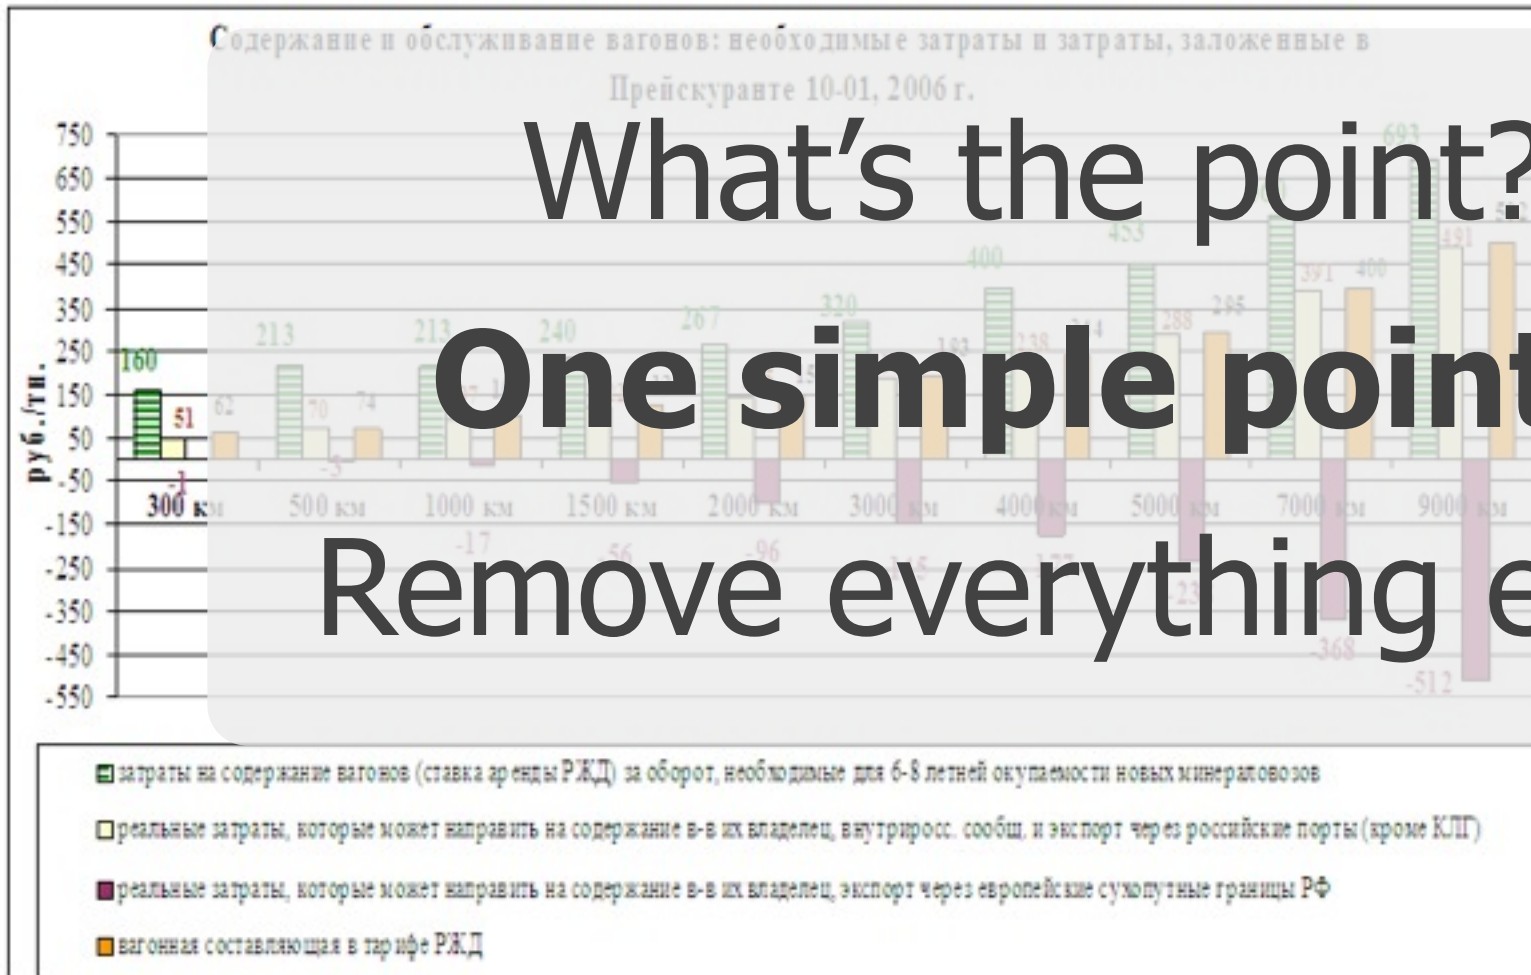 Содержание и обслуживание вагонов: необходимые затраты и затраты, заложенные в
Прейскуранте 10-01, 2006 г.
What's the point?
One simple point
Remove everything
руб./тн.
750
650
550
450
350
250
150
50
-50
-150
-250
-350
-450
-550
160 213 213 240 267 320 400 453 693
51 70 238 288 391 491
62 74 193 295 400
-1 -3 -17 -56 -96 -368 -512
300 км 500 км 1000 км 1500 км 2000 км 3000 км 4000 км 5000 км 7000 км 9000 км
затраты на содержание вагонов (ставка аренды РЖД) за оборот, необходимые для 6-8 летней окупаемости новых минераловозов
реальные затраты, которые может направить на содержание в-в их владелец, внутриросс. сообщ, и экспорт через российские порты (кроме КЛГ)
реальные затраты, которые может направить на содержание в-в их владелец, экспорт через европейские сухопутные границы РФ
вагонная составляющая в тарифе РЖД